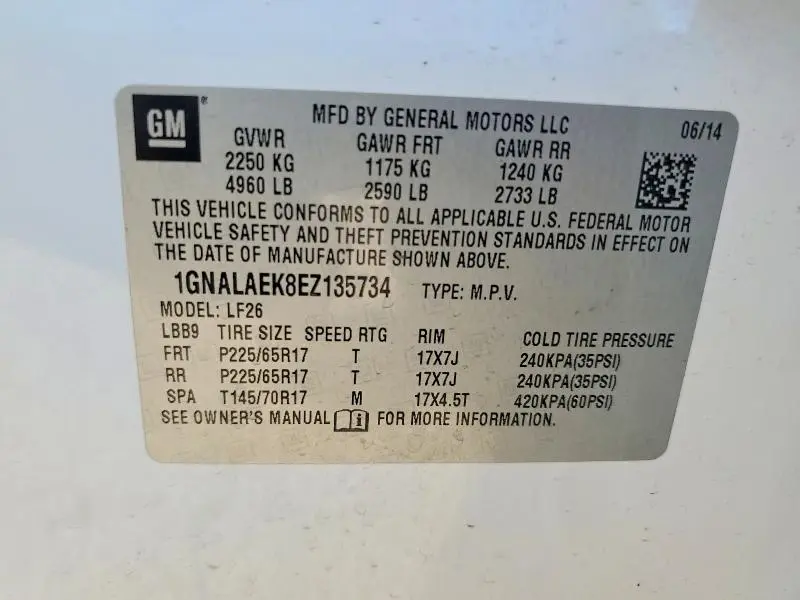 GM
MFD BY GENERAL MOTORS LLC 06/14
GVWR GAWR FRT GAWR RR
2250 KG 1175 KG 1240 KG
4960 LB 2590 LB 2733 LB
THIS VEHICLE CONFORMS TO ALL APPLICABLE U.S. FEDERAL MOTOR
VEHICLE SAFETY AND THEFT PREVENTION STANDARDS IN EFFECT ON
THE DATE OF MANUFACTURE SHOWN ABOVE.
1GNALAEK8EZ135734 TYPE: M.P.V.
MODEL: LF26
LBB9 TIRE SIZE SPEED RTG RIM COLD TIRE PRESSURE
FRT P225/65R17 T 17X7J 240KPA(35PSI)
RR P225/65R17 T 17X7J 240KPA(35PSI)
SPA T145/70R17 M 17X4.5T 420KPA(60PSI)
SEE OWNER'S MANUAL FOR MORE INFORMATION.